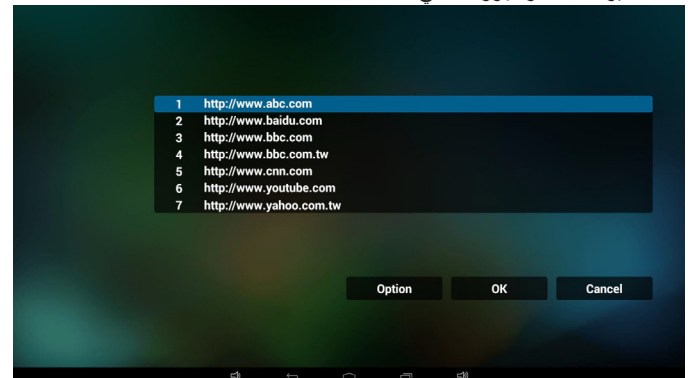 1 http://www.abc.com
2 http://www.baidu.com
3 http://www.bbc.com
4 http://www.bbc.com.tw
5 http://www.cnn.com
6 http://www.youtube.com
7 http://www.yahoo.com.tw
Option OK Cancel